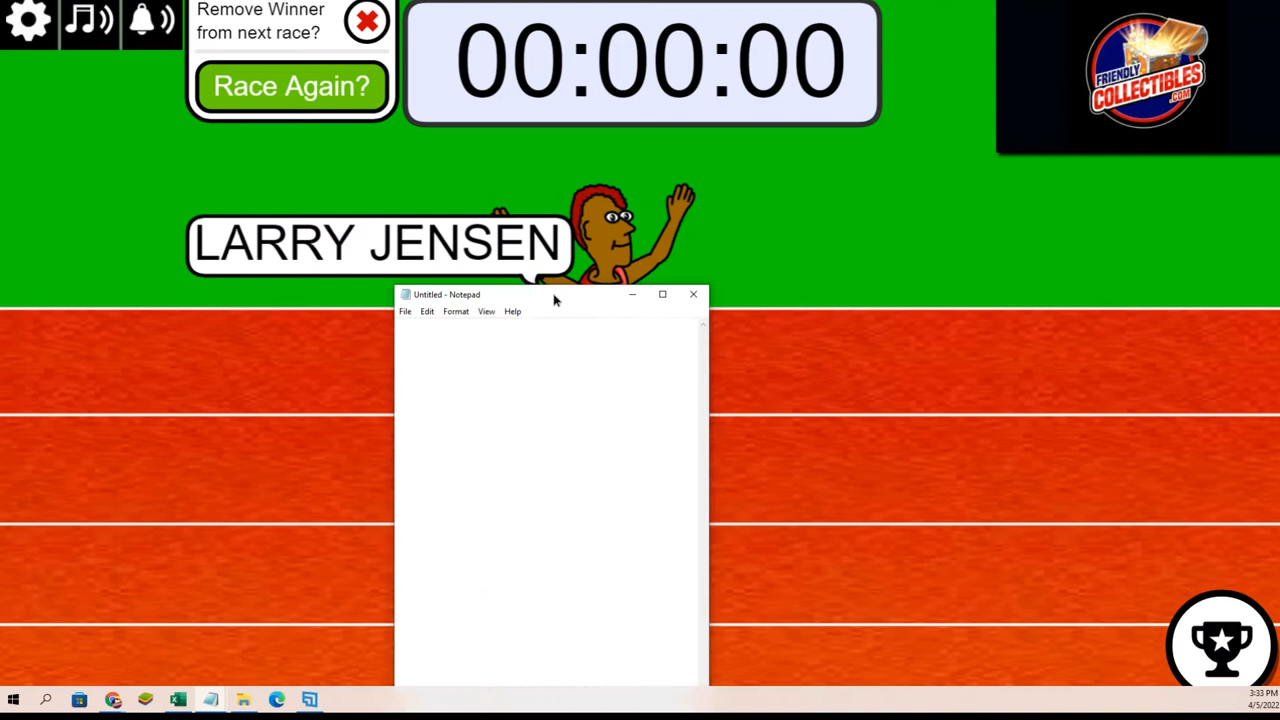 Remove Winner
from next race?
Race Again?
00:00:00
FRIENDLY
COLLECTIBLES
.COM
LARRY JENSEN
Untitled - Notepad
File Edit Format View Help
3:33 PM
4/5/2022